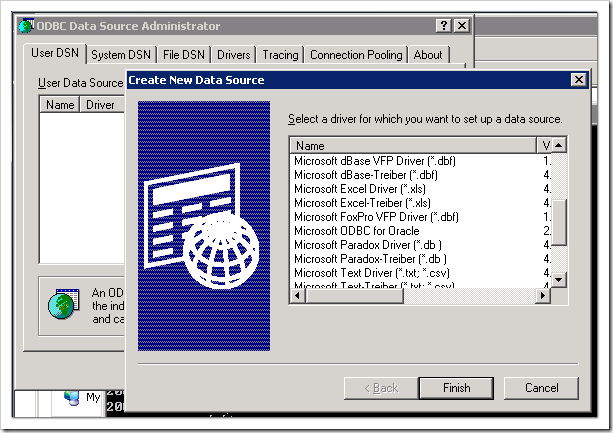 ODBC Data Source Administrator
User DSN System DSN File DSN Drivers Tracing Connection Pooling About
User Data Source
Name Driver
Create New Data Source
Select a driver for which you want to set up a data source.
Name V
Microsoft dBase VFP Driver (*.dbf) 1.
Microsoft dBase-Treiber (*.dbf) 4.
Microsoft Excel Driver (*.xls) 4.
Microsoft Excel-Treiber (*.xls) 4.
Microsoft FoxPro VFP Driver (*.dbf) 1.
Microsoft ODBC for Oracle 2.
Microsoft Paradox Driver (*.db ) 4.
Microsoft Paradox-Treiber (*.db ) 4.
Microsoft Text Driver (*.txt; *.csv) 4.
Microsoft Text-Treiber (*.txt; *.csv) 4.
An OD
the ind
and ca
< Back Finish Cancel
My